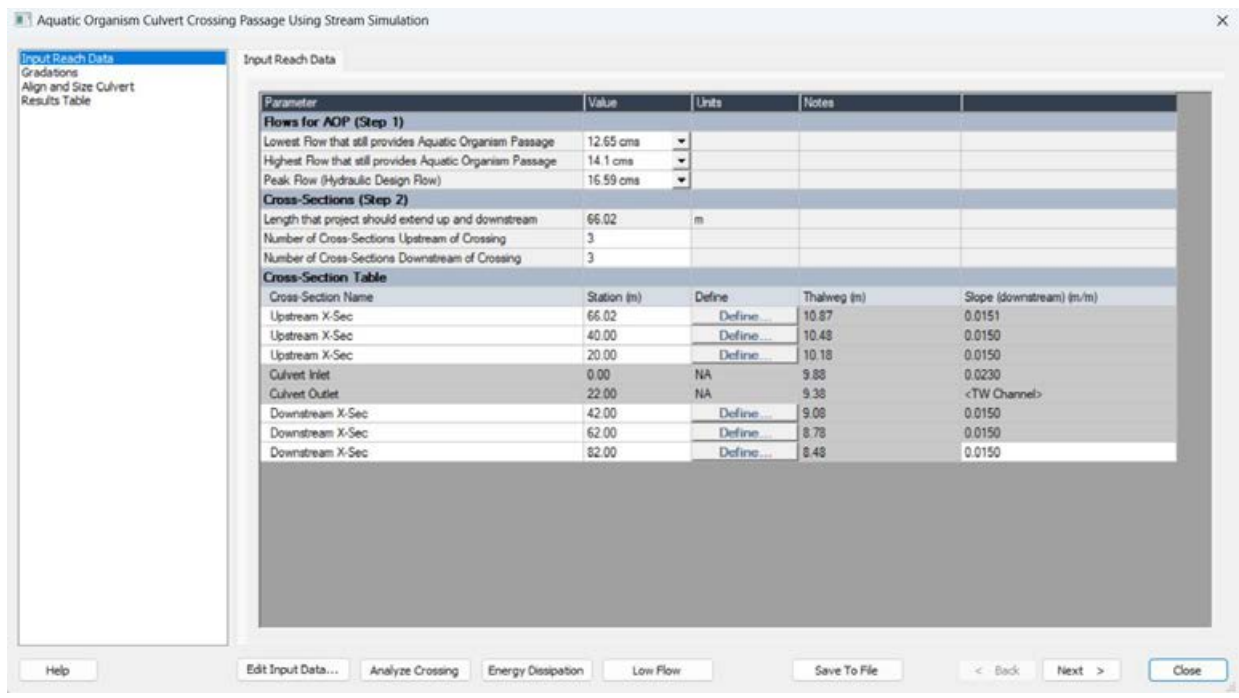 Aquatic Organism Culvert Crossing Passage Using Stream Simulation
Input Reach Data
Gradations
Align and Size Culvert
Results Table
Input Reach Data
Parameter Value Units Notes
Flows for AOP (Step 1)
Lowest Flow that still provides Aquatic Organism Passage 12.65 cms
Highest Flow that still provides Aquatic Organism Passage 14.1 cms
Peak Flow (Hydraulic Design Flow) 16.59 cms
Cross-Sections (Step 2)
Length that project should extend up and downstream 66.02 m
Number of Cross-Sections Upstream of Crossing 3
Number of Cross-Sections Downstream of Crossing 3
Cross-Section Table
Cross-Section Name Station (m) Define Thalweg (m) Slope (downstream) (m/m)
Upstream X-Sec 66.02 Define... 10.87 0.0151
Upstream X-Sec 40.00 Define... 10.48 0.0150
Upstream X-Sec 20.00 Define... 10.18 0.0150
Culvert Inlet 0.00 NA 9.88 0.0230
Culvert Outlet 22.00 NA 9.38 <TW Channel>
Downstream X-Sec 42.00 Define... 9.08 0.0150
Downstream X-Sec 62.00 Define... 8.78 0.0150
Downstream X-Sec 82.00 Define... 8.48 0.0150
Help Edit Input Data... Analyze Crossing Energy Dissipation Low Flow Save To File < Back Next > Close